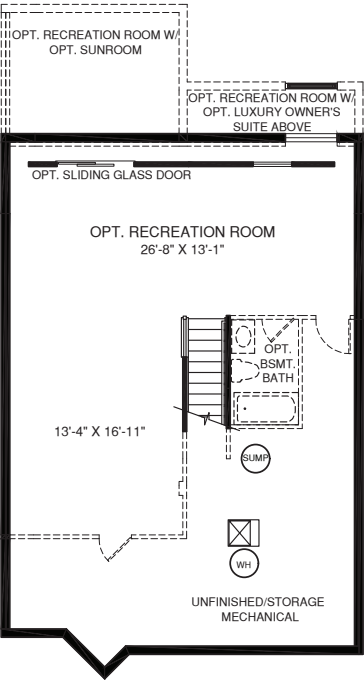 OPT. RECREATION ROOM W/
OPT. SUNROOM
OPT. RECREATION ROOM W/
OPT. LUXURY OWNER'S
SUITE ABOVE
OPT. SLIDING GLASS DOOR
OPT. RECREATION ROOM
26'-8" X 13'-1"
OPT.
BSMT.
BATH
13'-4" X 16'-11"
SUMP
WH
UNFINISHED/STORAGE
MECHANICAL